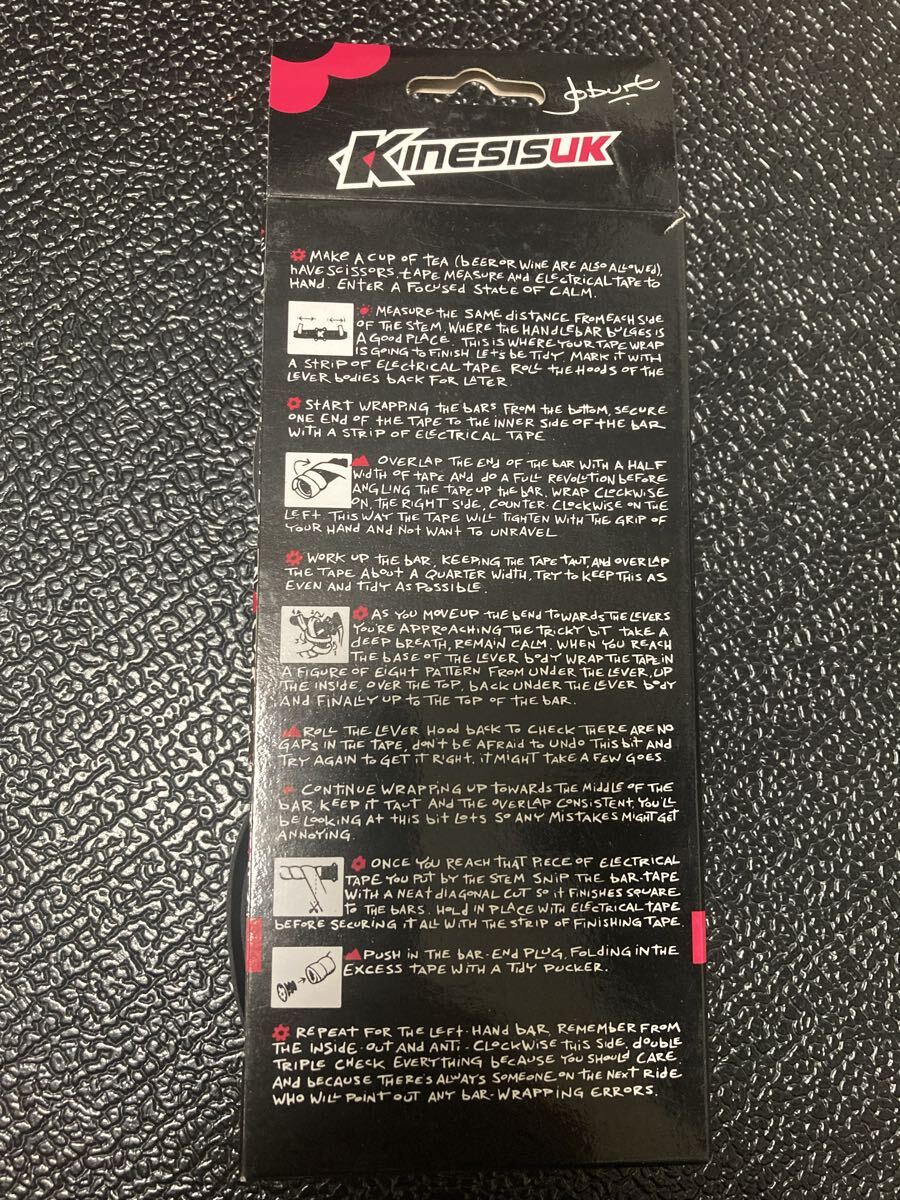 joburt
KINESISUK
MAKE A CUP OF TEA (BEER OR WINE ARE ALSO ALLOWED),
HAVE SCISSORS, TAPE MEASURE AND ELECTRICAL TAPE TO
HAND. ENTER A FOCUSED STATE OF CALM.
MEASURE THE SAME DISTANCE FROM EACH SIDE
OF THE STEM, WHERE THE HANDLEBAR BULGES IS
A GOOD PLACE. THIS IS WHERE YOUR TAPE WRAP
IS GOING TO FINISH. LET'S BE TIDY. MARK IT WITH
A STRIP OF ELECTRICAL TAPE ROLL THE HOODS OF THE
LEVER BODIES BACK FOR LATER.
START WRAPPING THE BARS FROM THE BOTTOM, SECURE
ONE END OF THE TAPE TO THE INNER SIDE OF THE BAR
WITH A STRIP OF ELECTRICAL TAPE
OVERLAP THE END OF THE BAR WITH A HALF
WIDTH OF TAPE AND DO A FULL REVOLUTION BEFORE
ANGLING THE TAPE UP THE BAR. WRAP CLOCKWISE
ON THE RIGHT SIDE, COUNTER-CLOCKWISE ON THE
LEFT. THIS WAY THE TAPE WILL TIGHTEN WITH THE GRIP OF
YOUR HAND AND NOT WANT TO UNRAVEL
WORK UP THE BAR, KEEPING THE TAPE TAUT, AND OVERLAP
THE TAPE ABOUT A QUARTER WIDTH, TRY TO KEEP THIS AS
EVEN AND TIDY AS POSSIBLE.
AS YOU MOVE UP THE BEND TOWARDS THE LEVERS
YOU'RE APPROACHING THE TRICKY BIT TAKE A
DEEP BREATH, REMAIN CALM. WHEN YOU REACH
THE BASE OF THE LEVER BODY WRAP THE TAPE IN
A FIGURE OF EIGHT PATTERN FROM UNDER THE LEVER, UP
THE INSIDE, OVER THE TOP, BACK UNDER THE LEVER BODY
AND FINALLY UP TO THE TOP OF THE BAR.
ROLL THE LEVER HOOD BACK TO CHECK THERE ARE NO
GAPS IN THE TAPE, DON'T BE AFRAID TO UNDO THIS BIT AND
TRY AGAIN TO GET IT RIGHT, IT MIGHT TAKE A FEW GOES
CONTINUE WRAPPING UP TOWARDS THE MIDDLE OF THE
BAR, KEEP IT TAUT AND THE OVERLAP CONSISTENT, YOU'LL
BE LOOKING AT THIS BIT LOTS SO ANY MISTAKES MIGHT GET
ANNOYING.
ONCE YOU REACH THAT PIECE OF ELECTRICAL
TAPE YOU PUT BY THE STEM SNIP THE BAR-TAPE
WITH A NEAT DIAGONAL CUT SO IT FINISHES SQUARE
TO THE BARS. HOLD IN PLACE WITH ELECTRICAL TAPE
BEFORE SECURING IT ALL WITH THE STRIP OF FINISHING TAPE.
PUSH IN THE BAR-END PLUG, FOLDING IN THE
EXCESS TAPE WITH A TIDY PUCKER.
REPEAT FOR THE LEFT-HAND BAR, REMEMBER FROM
THE INSIDE-OUT AND ANTI-CLOCKWISE THIS SIDE, DOUBLE
TRIPLE CHECK EVERYTHING BECAUSE YOU SHOULD CARE
AND BECAUSE THERE'S ALWAYS SOMEONE ON THE NEXT RIDE
WHO WILL POINT OUT ANY BAR-WRAPPING ERRORS.